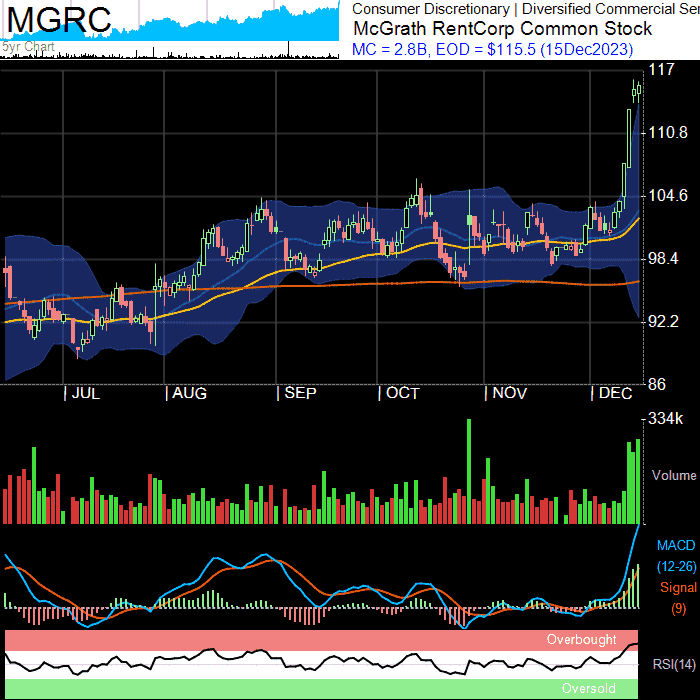 MGRC
5yr Chart
Consumer Discretionary | Diversified Commercial Ser
McGrath RentCorp Common Stock
MC = 2.8B, EOD = $115.5 (15Dec2023)
117
110.8
104.6
98.4
92.2
86
| JUL | AUG | SEP | OCT | NOV | DEC
334k
Volume
MACD
(12-26)
Signal
(9)
Overbought
RSI(14)
Oversold